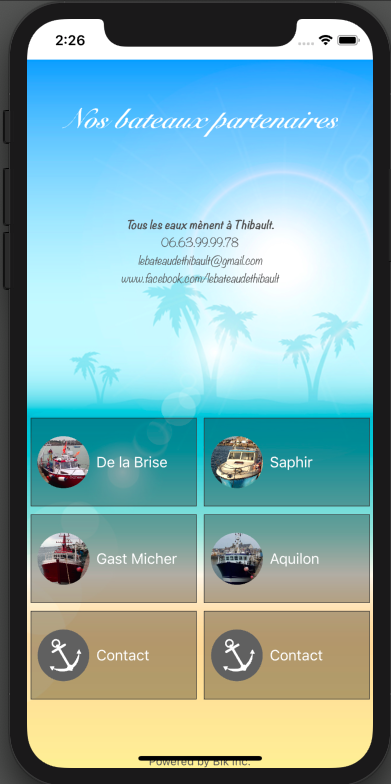 2:26
Nos bateaux partenaires
Tous les eaux mènent à Thibault.
06.63.99.99.78
lebateaudethibault@gmail.com
www.facebook.com/lebateaudethibault
De la Brise
Saphir
Gast Micher
Aquilon
Contact
Contact
Powered by Bik Inc.